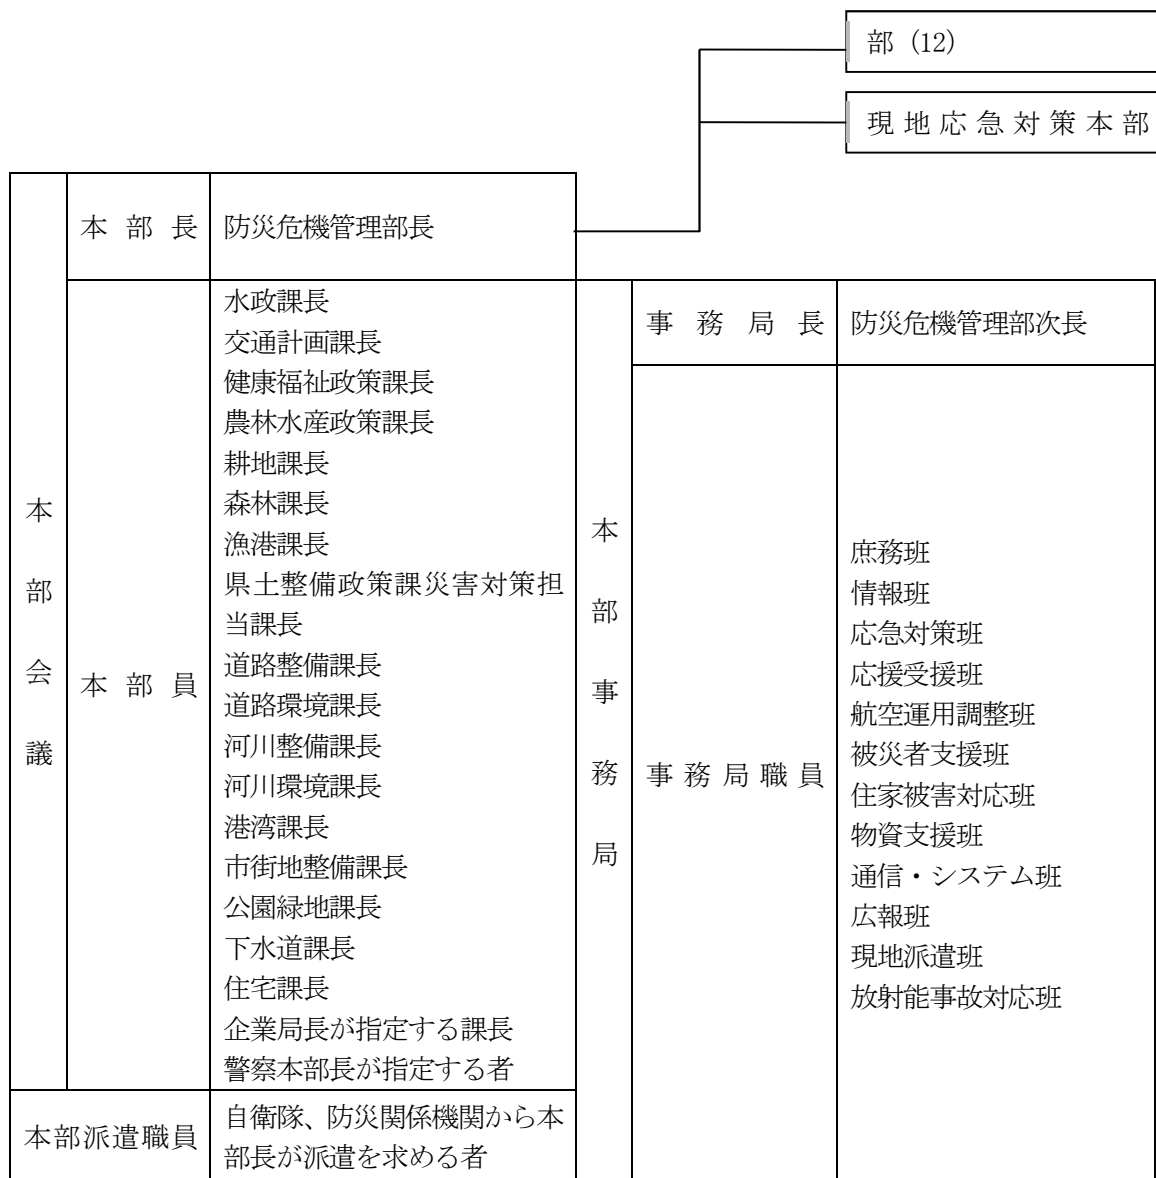 部 (12)
現地応急対策本部
本部会議
本部長
防災危機管理部長
本部員
水政課長
交通計画課長
健康福祉政策課長
農林水産政策課長
耕地課長
森林課長
漁港課長
県土整備政策課災害対策担
当課長
道路整備課長
道路環境課長
河川整備課長
河川環境課長
港湾課長
市街地整備課長
公園緑地課長
下水道課長
住宅課長
企業局長が指定する課長
警察本部長が指定する者
本部派遣職員
自衛隊、防災関係機関から本
部長が派遣を求める者
本部事務局
事務局長
防災危機管理部次長
事務局職員
庶務班
情報班
応急対策班
応援受援班
航空運用調整班
被災者支援班
住家被害対応班
物資支援班
通信・システム班
広報班
現地派遣班
放射能事故対応班